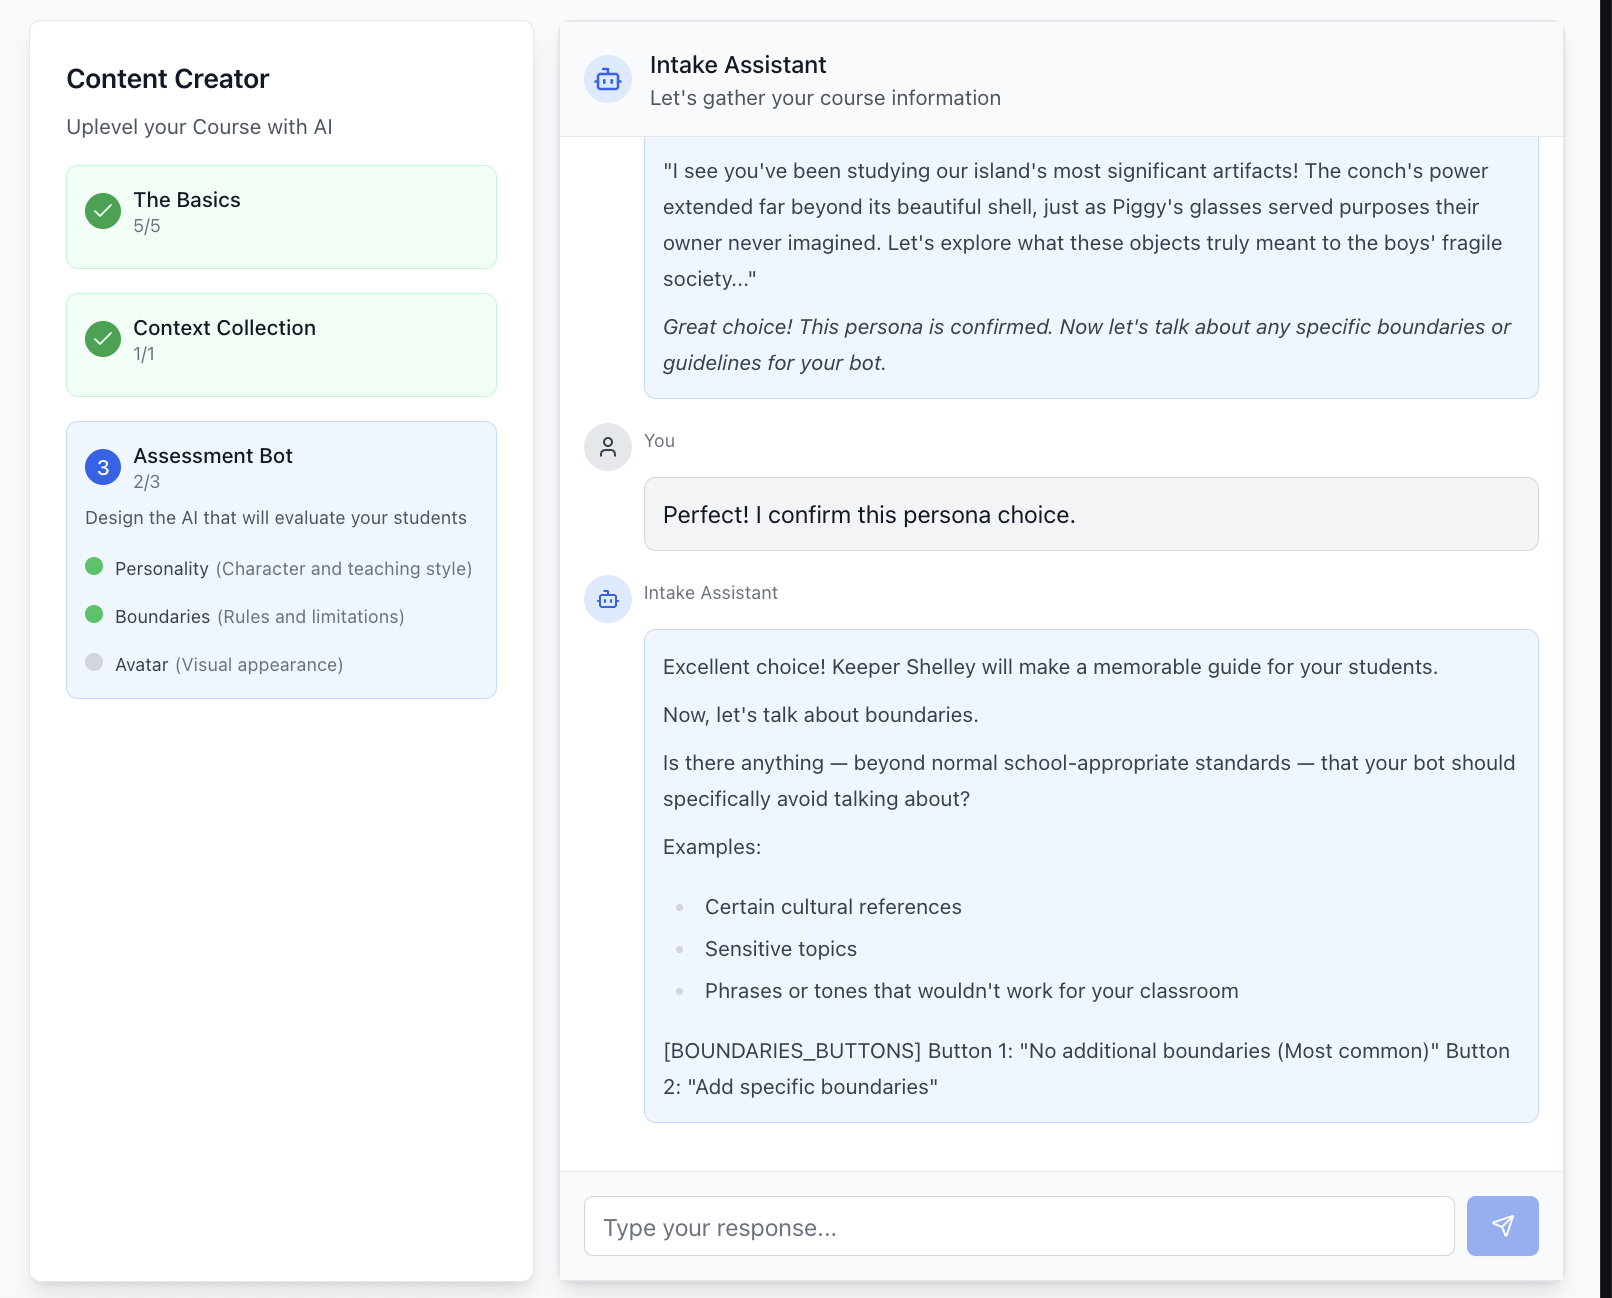 Content Creator
Uplevel your Course with AI
The Basics
5/5
Context Collection
1/1
3
Assessment Bot
2/3
Design the AI that will evaluate your students
Personality (Character and teaching style)
Boundaries (Rules and limitations)
Avatar (Visual appearance)
Intake Assistant
Let's gather your course information
"I see you've been studying our island's most significant artifacts! The conch's power
extended far beyond its beautiful shell, just as Piggy's glasses served purposes their
owner never imagined. Let's explore what these objects truly meant to the boys' fragile
society..."
Great choice! This persona is confirmed. Now let's talk about any specific boundaries or
guidelines for your bot.
You
Perfect! I confirm this persona choice.
Intake Assistant
Excellent choice! Keeper Shelley will make a memorable guide for your students.
Now, let's talk about boundaries.
Is there anything — beyond normal school-appropriate standards — that your bot should
specifically avoid talking about?
Examples:
Certain cultural references
Sensitive topics
Phrases or tones that wouldn't work for your classroom
[BOUNDARIES_BUTTONS] Button 1: "No additional boundaries (Most common)" Button
2: "Add specific boundaries"
Type your response...